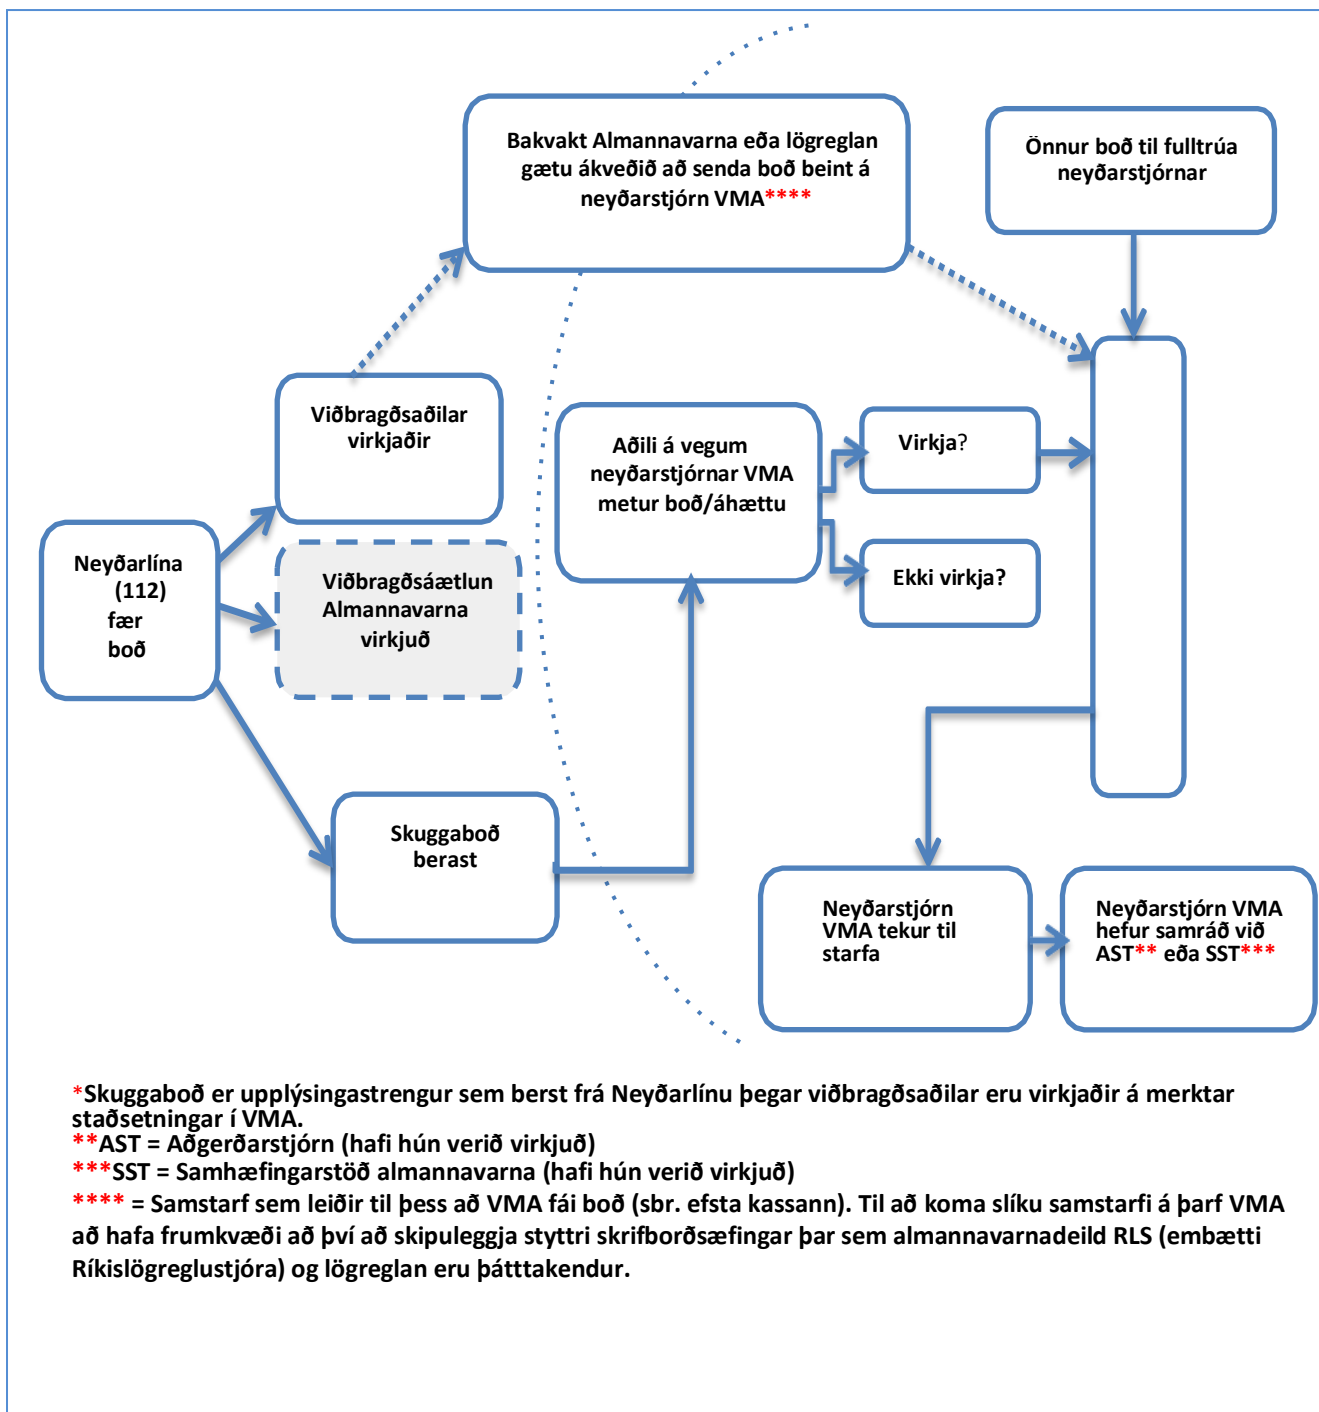 Bakvakt Almannavarna eða lögreglan
gætu ákveðið að senda boð beint á
neyðarstjórn VMA****
Önnur boð til fulltrúa
neyðarstjórnar
Viðbragðsaðilar
virkjaðir
Aðili á vegum
neyðarstjórnar VMA
metur boð/áhættu
Virkja?
Ekki virkja?
Neyðarlína
(112)
fær
boð
Viðbragðsáætlun
Almannavarna
virkjuð
Skuggaboð
berast
Neyðarstjórn
VMA tekur til
starfa
Neyðarstjórn VMA
hefur samráð við
AST** eða SST***
*Skuggaboð er upplýsingastrengur sem berst frá Neyðarlínu þegar viðbragðsaðilar eru virkjaðir á merktar
staðsetningar í VMA.
**AST = Aðgerðarstjórn (hafi hún verið virkjuð)
***SST = Samhæfingarstöð almannavarna (hafi hún verið virkjuð)
**** = Samstarf sem leiðir til þess að VMA fái boð (sbr. efsta kassann). Til að koma slíku samstarfi á þarf VMA
að hafa frumkvæði að því að skipuleggja styttri skrifborðsæfingar þar sem almannavarnadeild RLS (embætti
Ríkislögreglustjóra) og lögreglan eru þátttakendur.